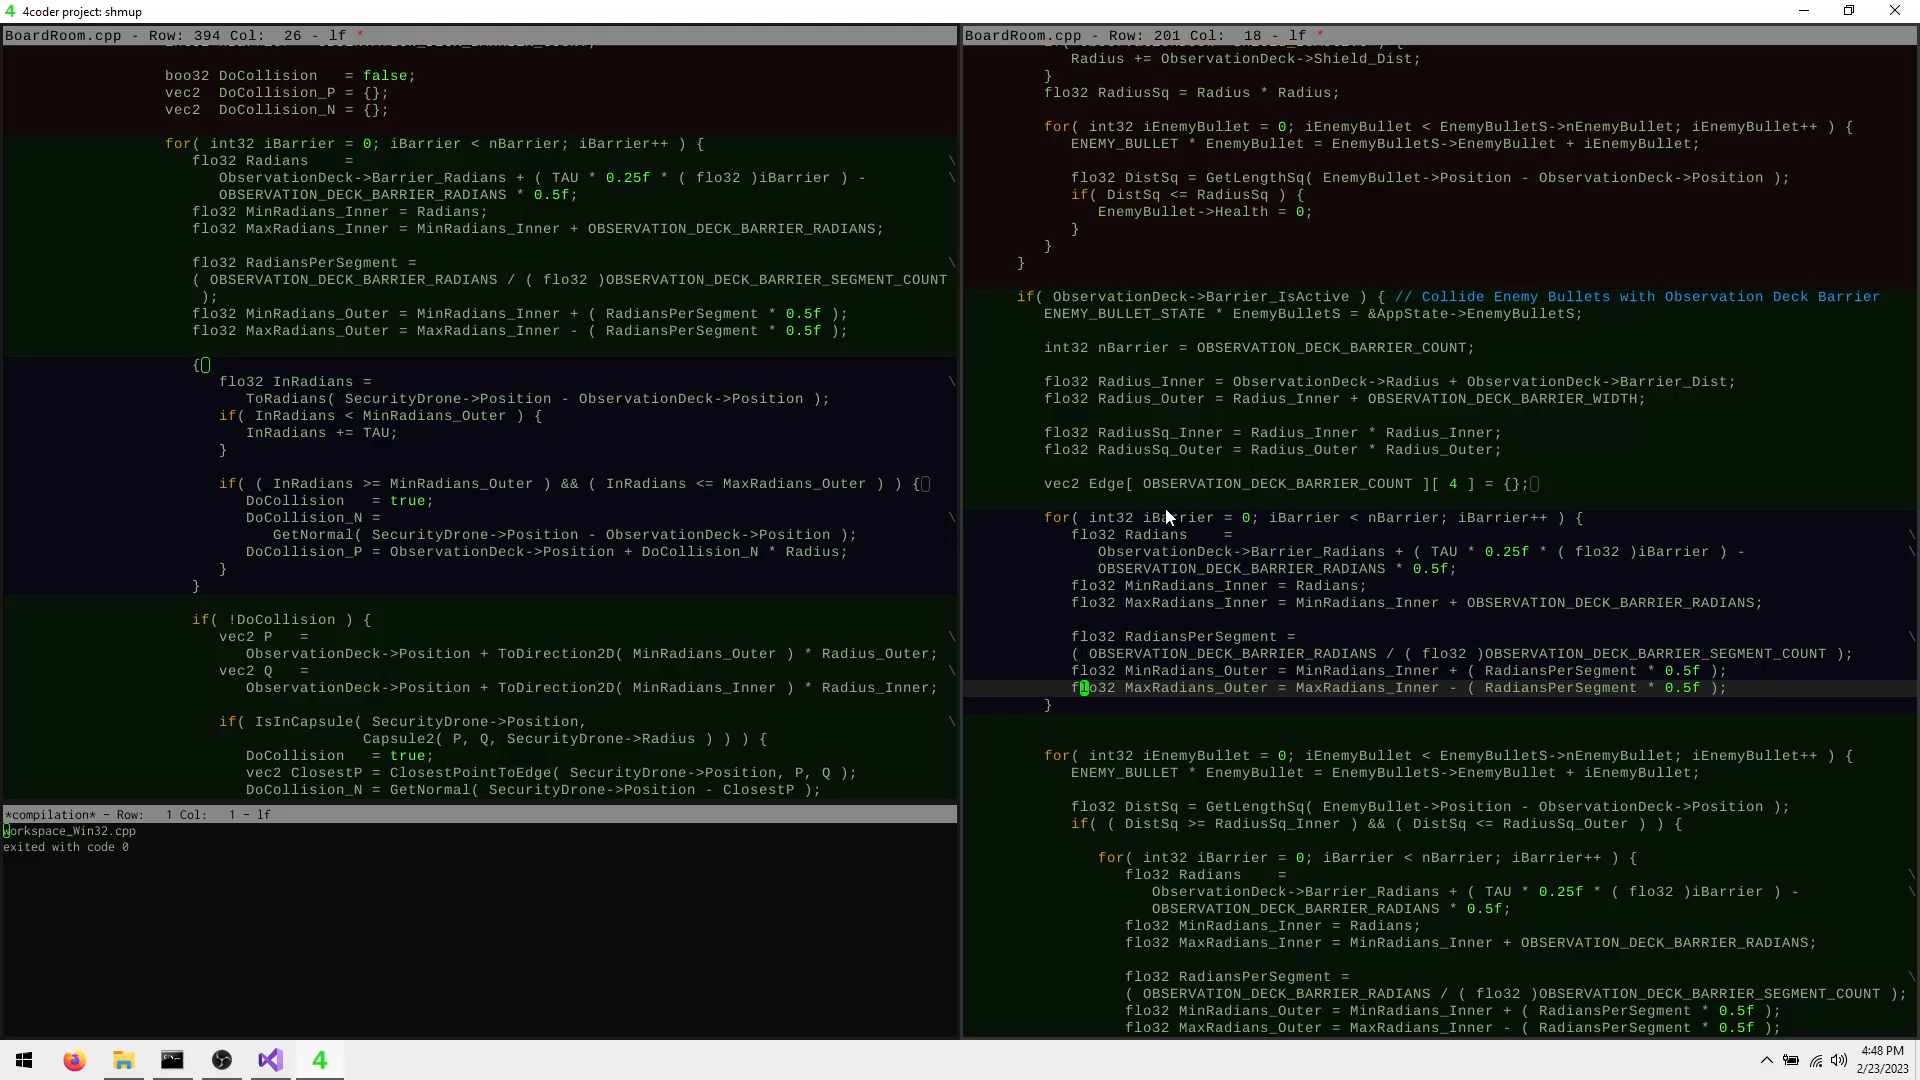 4 4coder project: shmup
BoardRoom.cpp - Row: 394 Col:  26 - lf *
boo32 DoCollision   = false;
vec2  DoCollision_P = {};
vec2  DoCollision_N = {};
for( int32 iBarrier = 0; iBarrier < nBarrier; iBarrier++ ) {
flo32 Radians    = \
ObservationDeck->Barrier_Radians + ( TAU * 0.25f * ( flo32 )iBarrier ) - \
OBSERVATION_DECK_BARRIER_RADIANS * 0.5f;
flo32 MinRadians_Inner = Radians;
flo32 MaxRadians_Inner = MinRadians_Inner + OBSERVATION_DECK_BARRIER_RADIANS;
flo32 RadiansPerSegment = \
( OBSERVATION_DECK_BARRIER_RADIANS / ( flo32 )OBSERVATION_DECK_BARRIER_SEGMENT_COUNT
);
flo32 MinRadians_Outer = MinRadians_Inner + ( RadiansPerSegment * 0.5f );
flo32 MaxRadians_Outer = MaxRadians_Inner - ( RadiansPerSegment * 0.5f );
{
flo32 InRadians = \
ToRadians( SecurityDrone->Position - ObservationDeck->Position );
if( InRadians < MinRadians_Outer ) {
InRadians += TAU;
}
if( ( InRadians >= MinRadians_Outer ) && ( InRadians <= MaxRadians_Outer ) ) {
DoCollision   = true;
DoCollision_N = \
GetNormal( SecurityDrone->Position - ObservationDeck->Position );
DoCollision_P = ObservationDeck->Position + DoCollision_N * Radius;
}
}
if( !DoCollision ) {
vec2 P   = \
ObservationDeck->Position + ToDirection2D( MinRadians_Outer ) * Radius_Outer;
vec2 Q   = \
ObservationDeck->Position + ToDirection2D( MinRadians_Inner ) * Radius_Inner;
if( IsInCapsule( SecurityDrone->Position, \
Capsule2( P, Q, SecurityDrone->Radius ) ) ) {
DoCollision   = true;
vec2 ClosestP = ClosestPointToEdge( SecurityDrone->Position, P, Q );
DoCollision_N = GetNormal( SecurityDrone->Position - ClosestP );
*compilation* - Row:   1 Col:   1 - lf
workspace_Win32.cpp
exited with code 0
BoardRoom.cpp - Row: 201 Col:  18 - lf *
Radius += ObservationDeck->Shield_Dist;
}
flo32 RadiusSq = Radius * Radius;
for( int32 iEnemyBullet = 0; iEnemyBullet < EnemyBulletS->nEnemyBullet; iEnemyBullet++ ) {
ENEMY_BULLET * EnemyBullet = EnemyBulletS->EnemyBullet + iEnemyBullet;
flo32 DistSq = GetLengthSq( EnemyBullet->Position - ObservationDeck->Position );
if( DistSq <= RadiusSq ) {
EnemyBullet->Health = 0;
}
}
}
if( ObservationDeck->Barrier_IsActive ) { // Collide Enemy Bullets with Observation Deck Barrier
ENEMY_BULLET_STATE * EnemyBulletS = &AppState->EnemyBulletS;
int32 nBarrier = OBSERVATION_DECK_BARRIER_COUNT;
flo32 Radius_Inner = ObservationDeck->Radius + ObservationDeck->Barrier_Dist;
flo32 Radius_Outer = Radius_Inner + OBSERVATION_DECK_BARRIER_WIDTH;
flo32 RadiusSq_Inner = Radius_Inner * Radius_Inner;
flo32 RadiusSq_Outer = Radius_Outer * Radius_Outer;
vec2 Edge[ OBSERVATION_DECK_BARRIER_COUNT ][ 4 ] = {};
for( int32 iBarrier = 0; iBarrier < nBarrier; iBarrier++ ) {
flo32 Radians    = \
ObservationDeck->Barrier_Radians + ( TAU * 0.25f * ( flo32 )iBarrier ) - \
OBSERVATION_DECK_BARRIER_RADIANS * 0.5f;
flo32 MinRadians_Inner = Radians;
flo32 MaxRadians_Inner = MinRadians_Inner + OBSERVATION_DECK_BARRIER_RADIANS;
flo32 RadiansPerSegment = \
( OBSERVATION_DECK_BARRIER_RADIANS / ( flo32 )OBSERVATION_DECK_BARRIER_SEGMENT_COUNT );
flo32 MinRadians_Outer = MinRadians_Inner + ( RadiansPerSegment * 0.5f );
flo32 MaxRadians_Outer = MaxRadians_Inner - ( RadiansPerSegment * 0.5f );
}
for( int32 iEnemyBullet = 0; iEnemyBullet < EnemyBulletS->nEnemyBullet; iEnemyBullet++ ) {
ENEMY_BULLET * EnemyBullet = EnemyBulletS->EnemyBullet + iEnemyBullet;
flo32 DistSq = GetLengthSq( EnemyBullet->Position - ObservationDeck->Position );
if( ( DistSq >= RadiusSq_Inner ) && ( DistSq <= RadiusSq_Outer ) ) {
for( int32 iBarrier = 0; iBarrier < nBarrier; iBarrier++ ) {
flo32 Radians    = \
ObservationDeck->Barrier_Radians + ( TAU * 0.25f * ( flo32 )iBarrier ) - \
OBSERVATION_DECK_BARRIER_RADIANS * 0.5f;
flo32 MinRadians_Inner = Radians;
flo32 MaxRadians_Inner = MinRadians_Inner + OBSERVATION_DECK_BARRIER_RADIANS;
flo32 RadiansPerSegment = \
( OBSERVATION_DECK_BARRIER_RADIANS / ( flo32 )OBSERVATION_DECK_BARRIER_SEGMENT_COUNT );
flo32 MinRadians_Outer = MinRadians_Inner + ( RadiansPerSegment * 0.5f );
flo32 MaxRadians_Outer = MaxRadians_Inner - ( RadiansPerSegment * 0.5f );
4
4:48 PM
2/23/2023